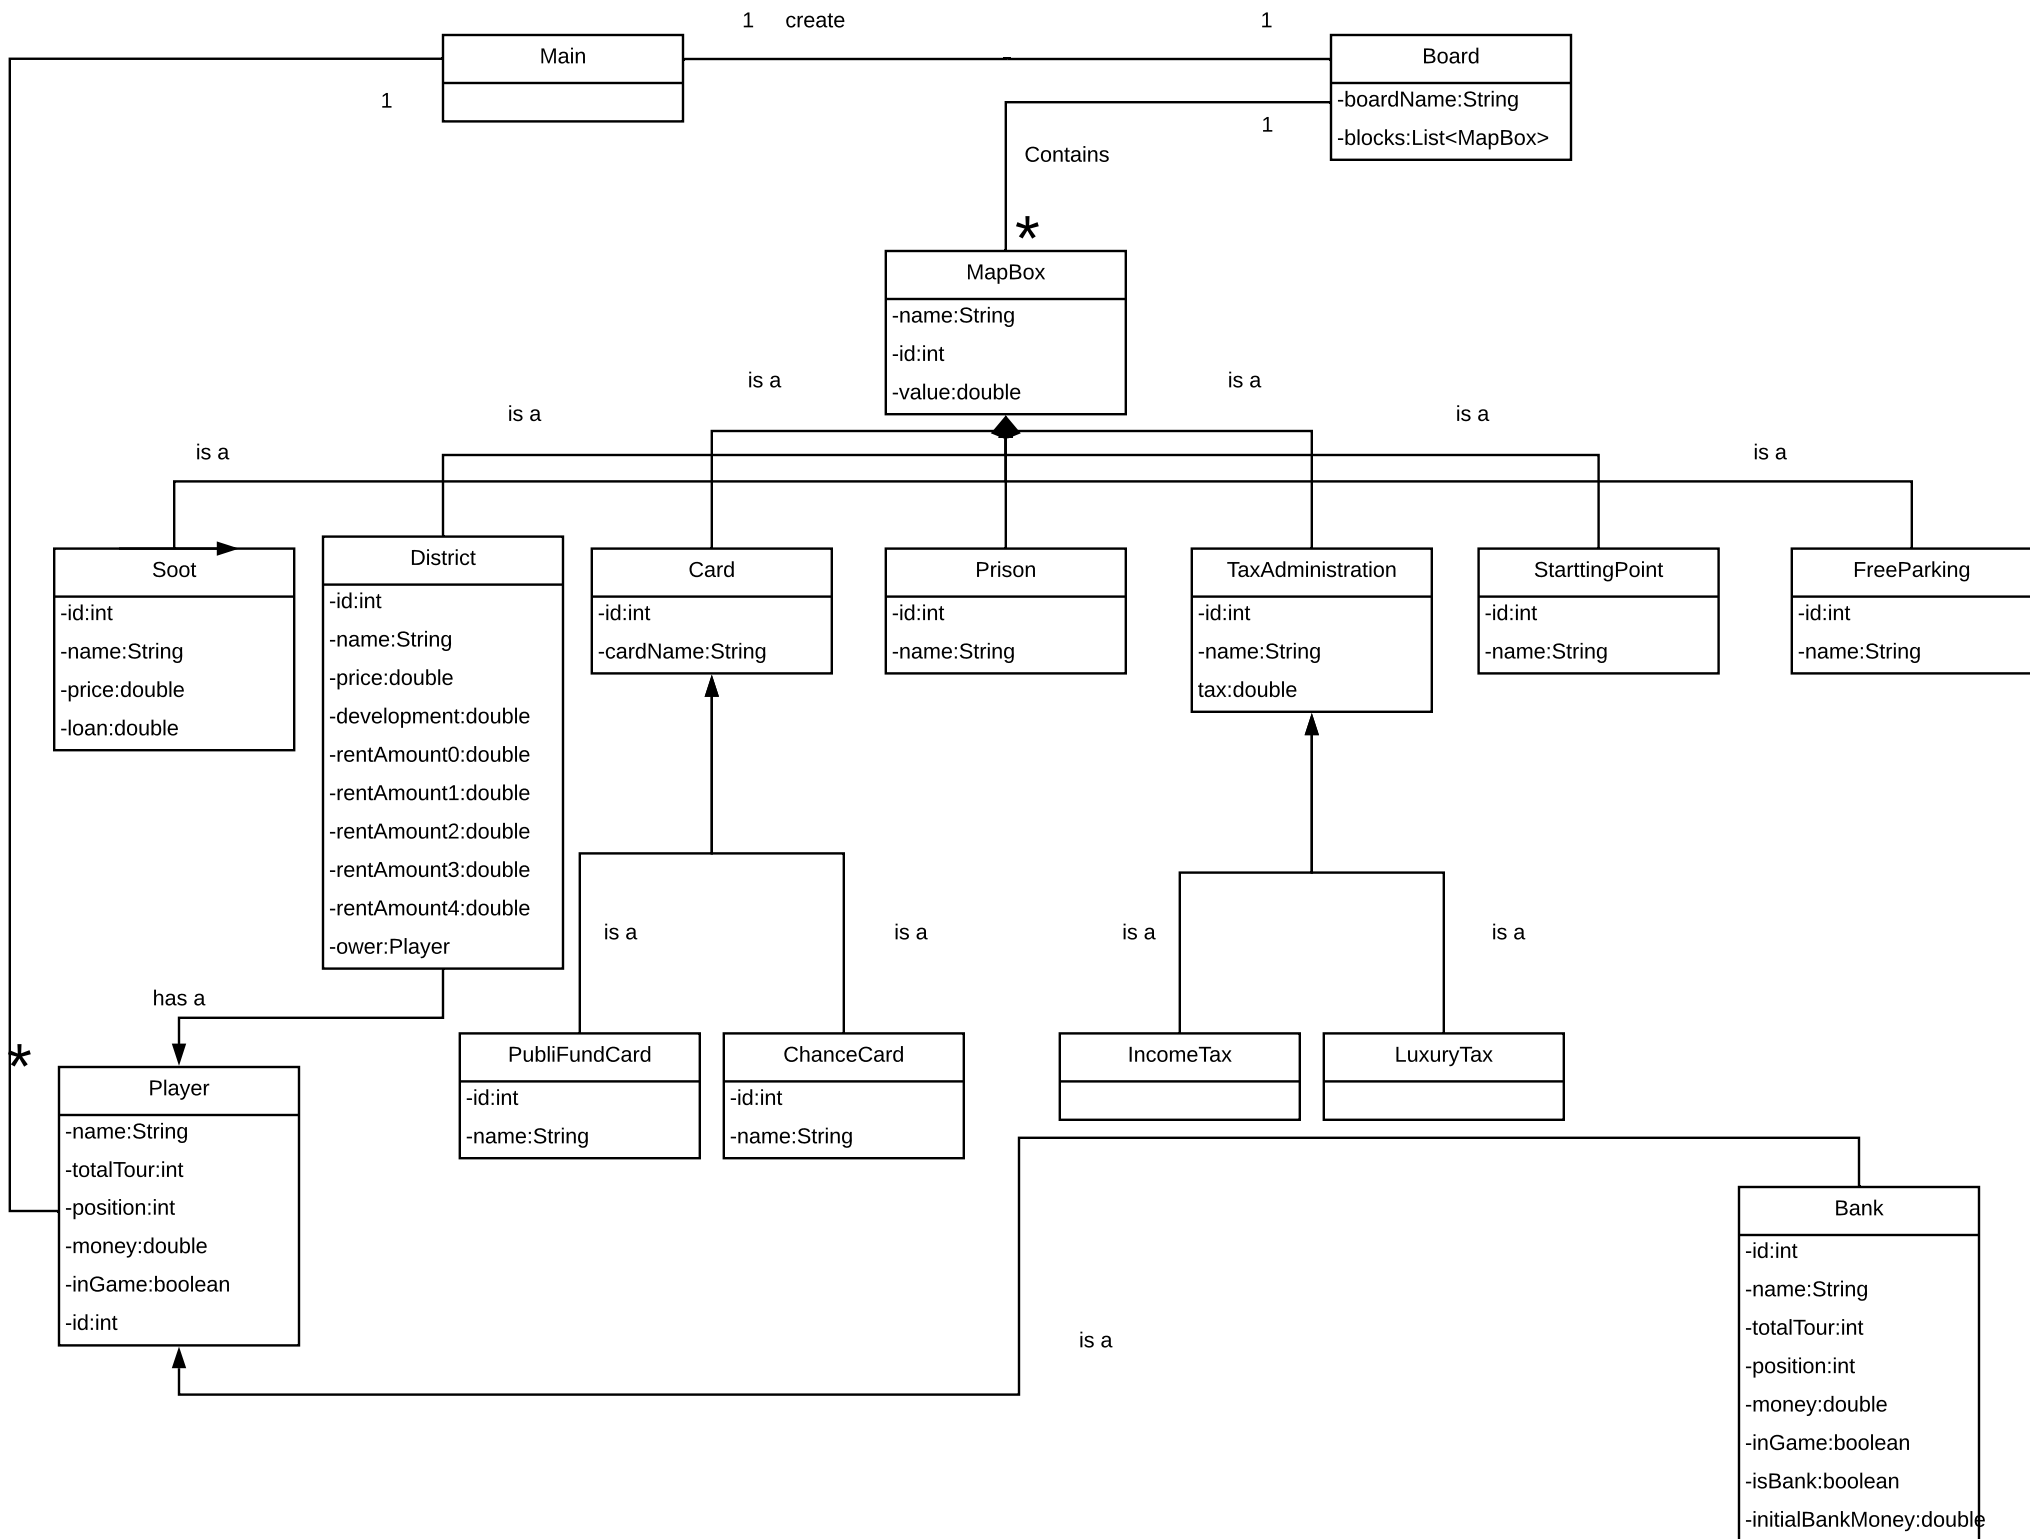 1 create 1
Main
1
Board
-boardName:String
-blocks:List<MapBox>
1
Contains
*
MapBox
-name:String
-id:int
-value:double
is a
is a
is a
is a
is a
is a
Soot
-id:int
-name:String
-price:double
-loan:double
District
-id:int
-name:String
-price:double
-development:double
-rentAmount0:double
-rentAmount1:double
-rentAmount2:double
-rentAmount3:double
-rentAmount4:double
-ower:Player
Card
-id:int
-cardName:String
Prison
-id:int
-name:String
TaxAdministration
-id:int
-name:String
tax:double
StarttingPoint
-id:int
-name:String
FreeParking
-id:int
-name:String
is a
is a
is a
is a
has a
*
Player
-name:String
-totalTour:int
-position:int
-money:double
-inGame:boolean
-id:int
PubliFundCard
-id:int
-name:String
ChanceCard
-id:int
-name:String
IncomeTax
LuxuryTax
is a
Bank
-id:int
-name:String
-totalTour:int
-position:int
-money:double
-inGame:boolean
-isBank:boolean
-initialBankMoney:double